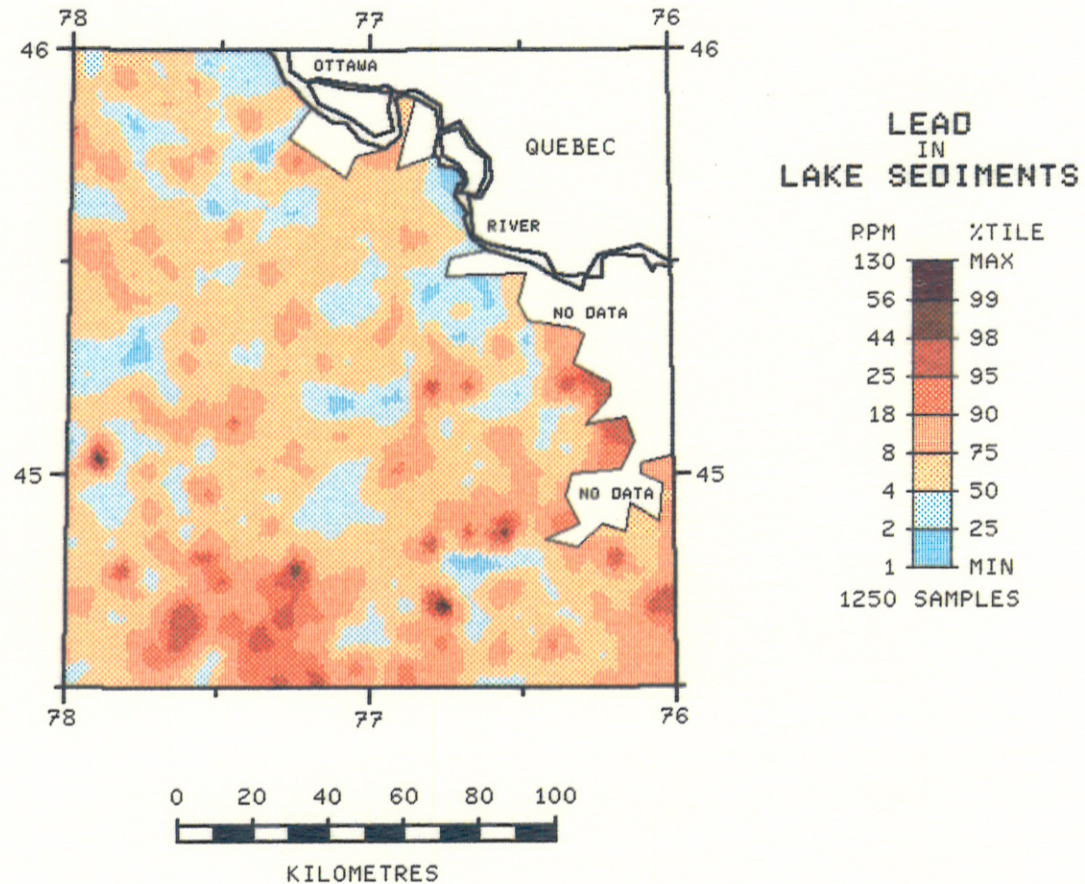 78 77 76
46 46
OTTAWA
QUEBEC
RIVER
NO DATA
45 45
NO DATA
78 77 76
0 20 40 60 80 100
KILOMETRES
LEAD
IN
LAKE SEDIMENTS
PPM %TILE
130 MAX
56 99
44 98
25 95
18 90
8 75
4 50
2 25
1 MIN
1250 SAMPLES